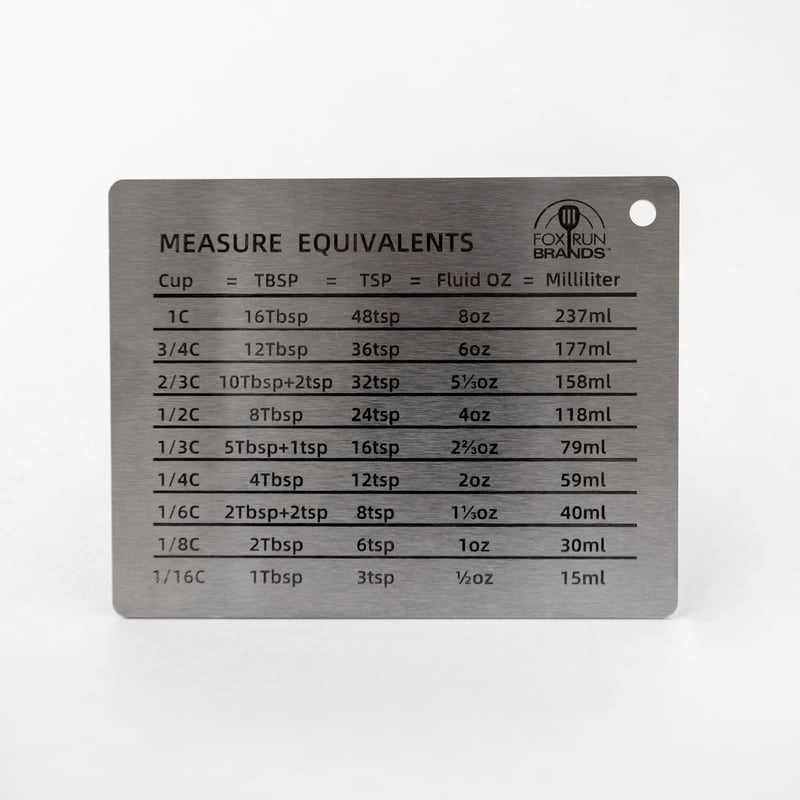 MEASURE EQUIVALENTS
FOX RUN
BRANDS™
Cup = TBSP = TSP = Fluid OZ = Milliliter
1C 16Tbsp 48tsp 8oz 237ml
3/4C 12Tbsp 36tsp 6oz 177ml
2/3C 10Tbsp+2tsp 32tsp 5⅓oz 158ml
1/2C 8Tbsp 24tsp 4oz 118ml
1/3C 5Tbsp+1tsp 16tsp 2⅔oz 79ml
1/4C 4Tbsp 12tsp 2oz 59ml
1/6C 2Tbsp+2tsp 8tsp 1⅓oz 40ml
1/8C 2Tbsp 6tsp 1oz 30ml
1/16C 1Tbsp 3tsp ½oz 15ml